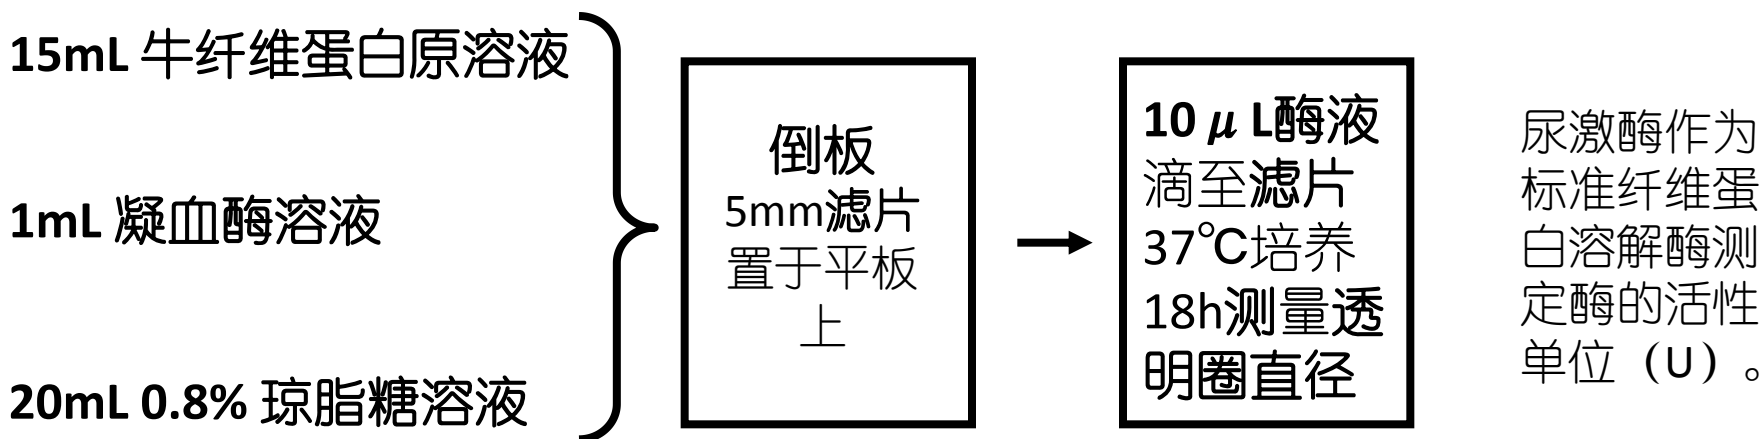 15mL 牛纤维蛋白原溶液
1mL 凝血酶溶液
20mL 0.8% 琼脂糖溶液
倒板
5mm滤片
置于平板
上
10μL酶液
滴至滤片
37℃培养
18h测量透
明圈直径
尿激酶作为
标准纤维蛋
白溶解酶测
定酶的活性
单位（U）。